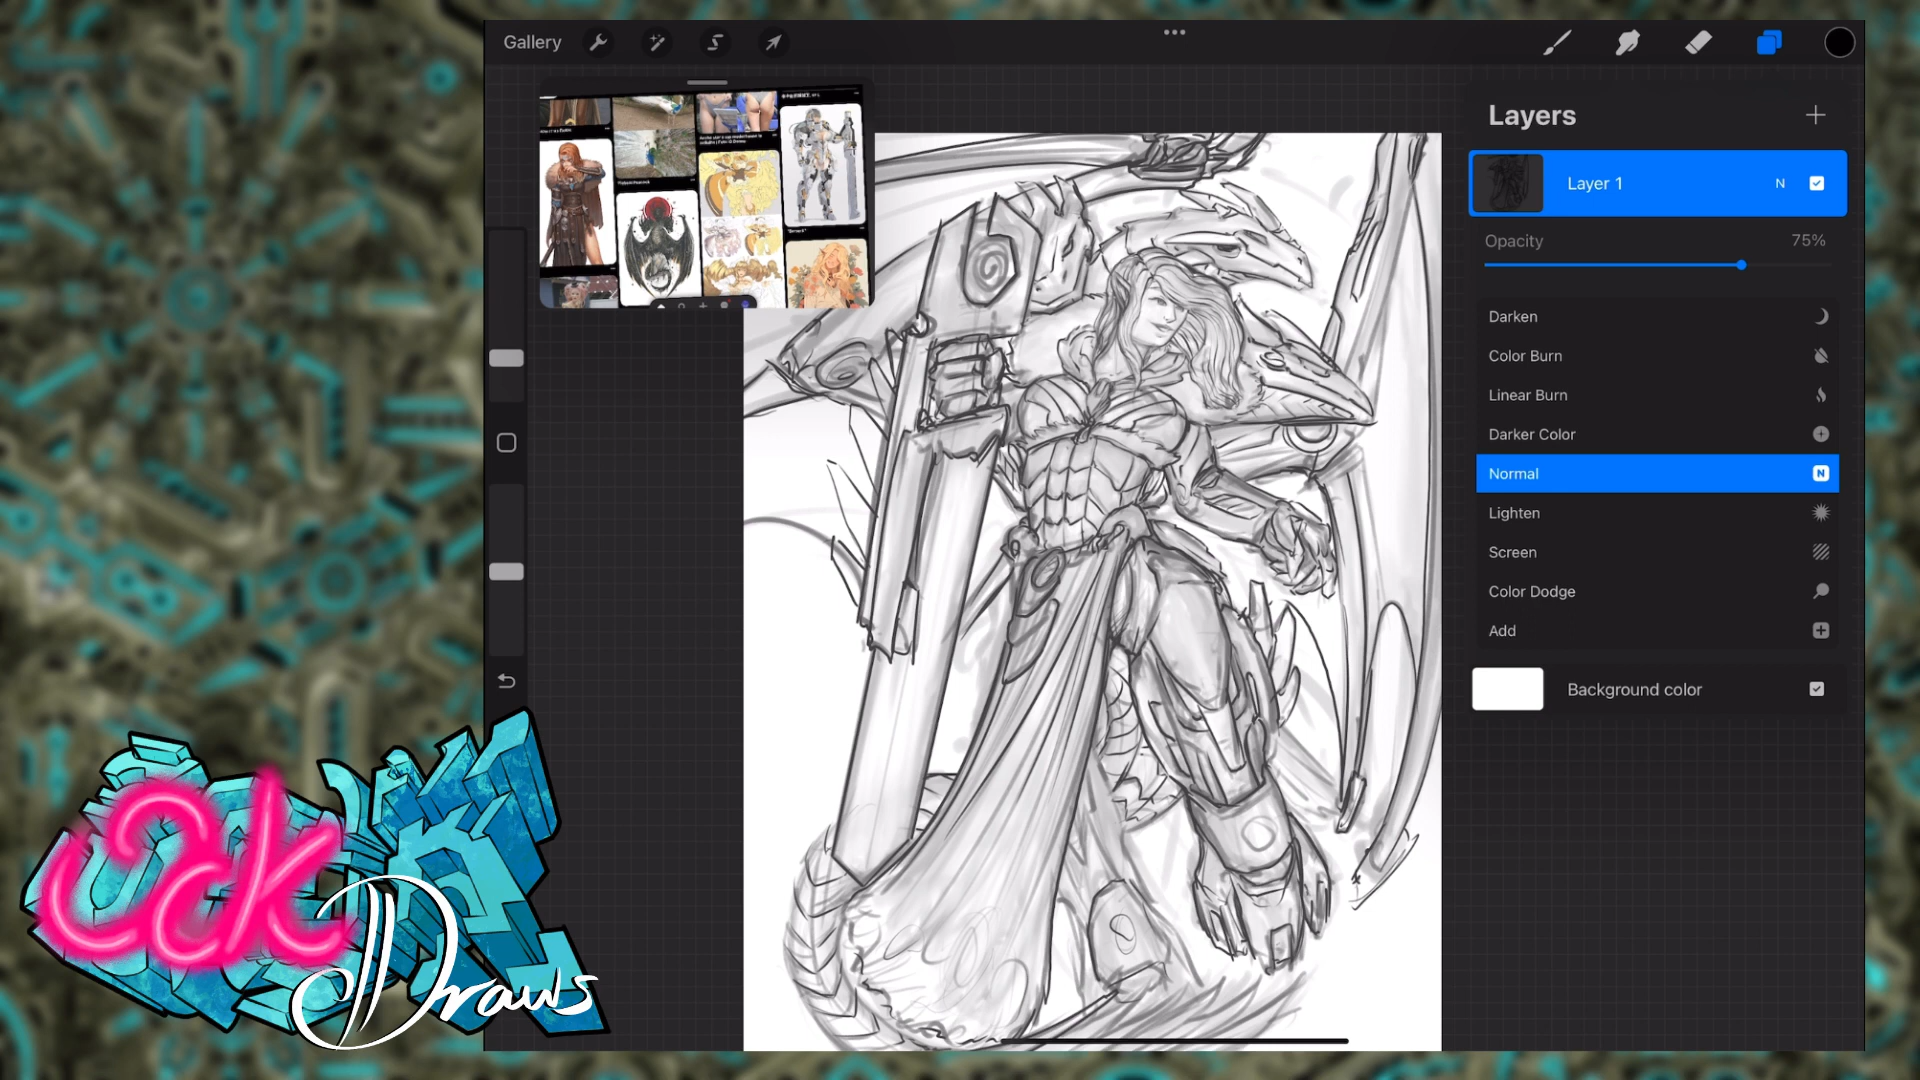 Gallery
Layers
Layer 1
N
Opacity
75%
Darken
Color Burn
Linear Burn
Darker Color
Normal
N
Lighten
Screen
Color Dodge
Add
Background color
Draws